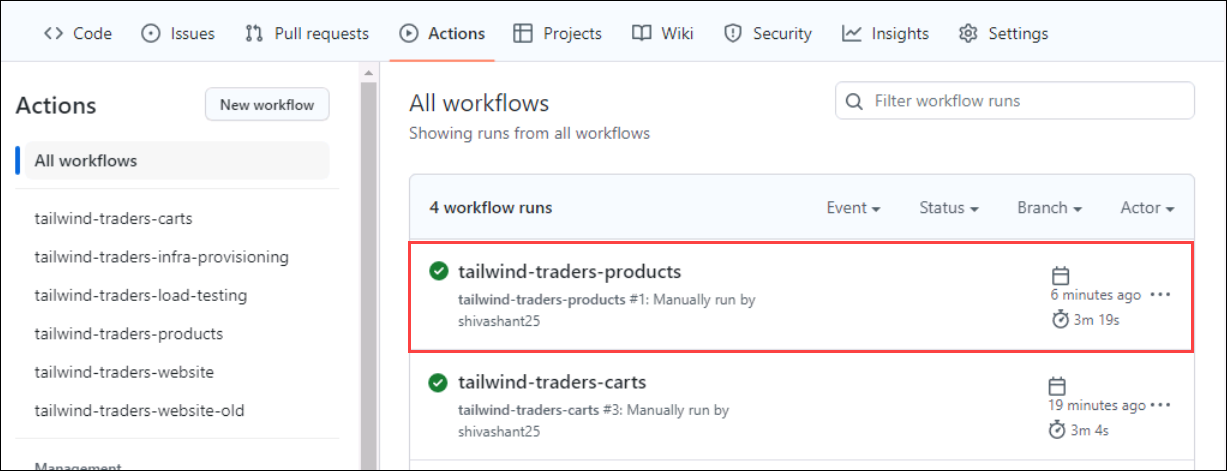 Code Issues Pull requests Actions Projects Wiki Security Insights Settings
Actions
New workflow
All workflows
tailwind-traders-carts
tailwind-traders-infra-provisioning
tailwind-traders-load-testing
tailwind-traders-products
tailwind-traders-website
tailwind-traders-website-old
Management
All workflows
Showing runs from all workflows
Filter workflow runs
4 workflow runs
Event Status Branch Actor
tailwind-traders-products
tailwind-traders-products #1: Manually run by
shivashant25
6 minutes ago
3m 19s
tailwind-traders-carts
tailwind-traders-carts #3: Manually run by
shivashant25
19 minutes ago
3m 4s